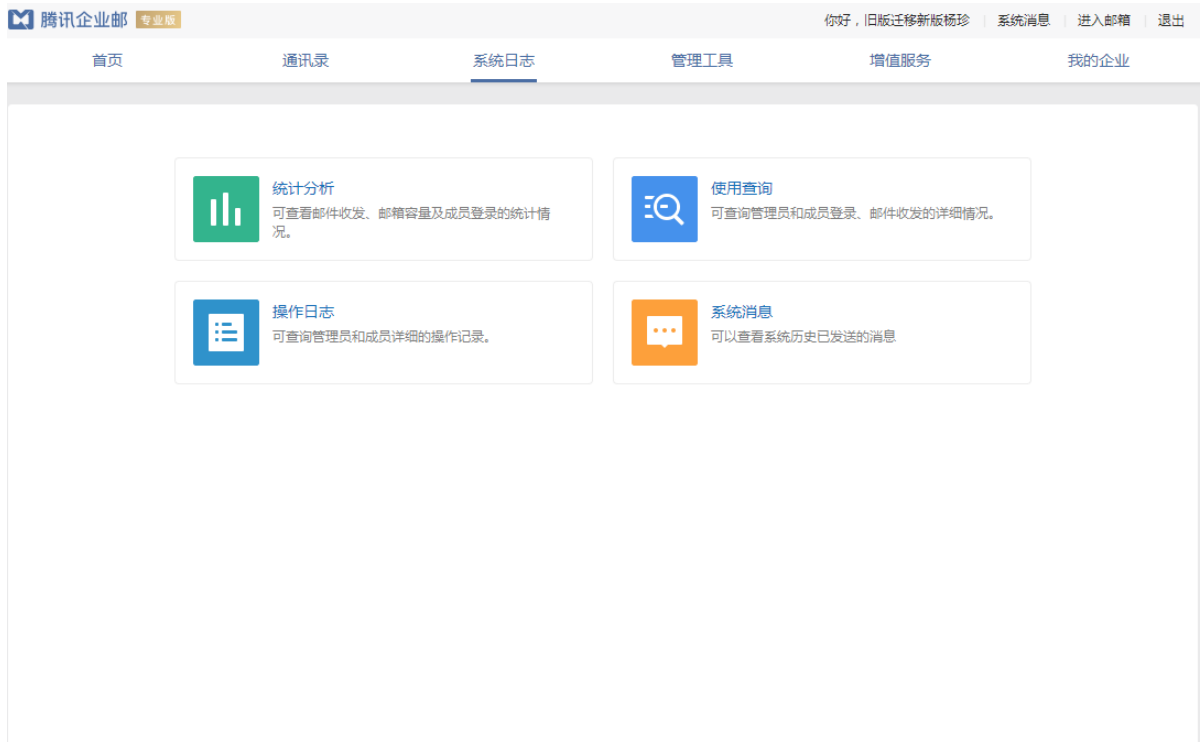 腾讯企业邮 专业版
你好，旧版迁移新版杨珍 系统消息 进入邮箱 退出
首页 通讯录 系统日志 管理工具 增值服务 我的企业
统计分析
可查看邮件收发、邮箱容量及成员登录的统计情
况。
使用查询
可查询管理员和成员登录、邮件收发的详细情况。
操作日志
可查询管理员和成员详细的操作记录。
系统消息
可以查看系统历史已发送的消息